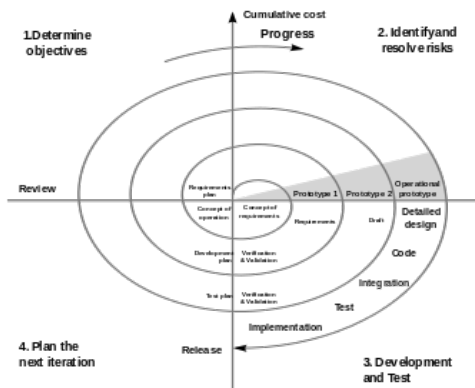 Cumulative cost
1.Determine
objectives
Progress
2. Identify and
resolve risks
Requirements
plan
Review
Prototype 1
Prototype 2
Operational
prototype
Concept of
operation
Concept of
requirements
Requirements
Draft
Detailed
design
Development
plan
Verification
& Validation
Code
Integration
Test plan
Verification
& Validation
Test
Implementation
4. Plan the
next iteration
Release
3. Development
and Test